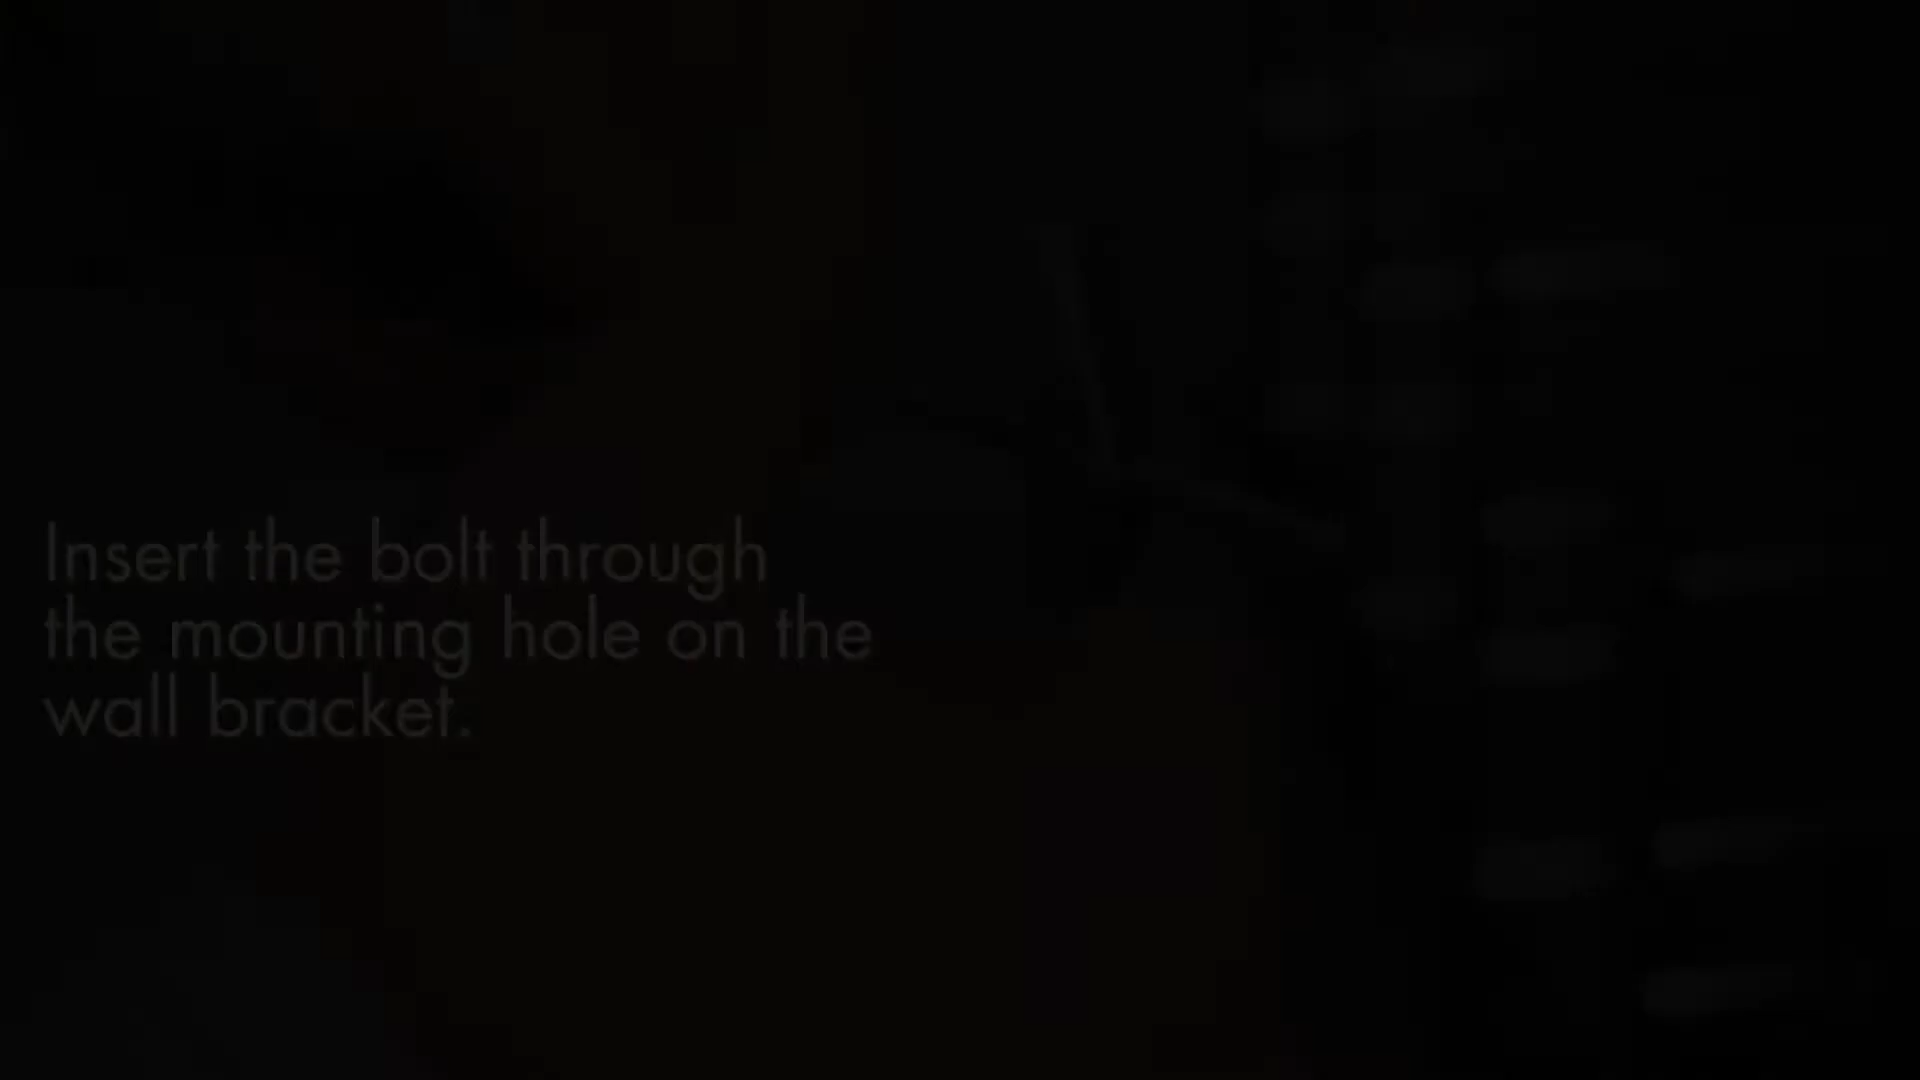 Insert the bolt through
the mounting hole on the
wall bracket.